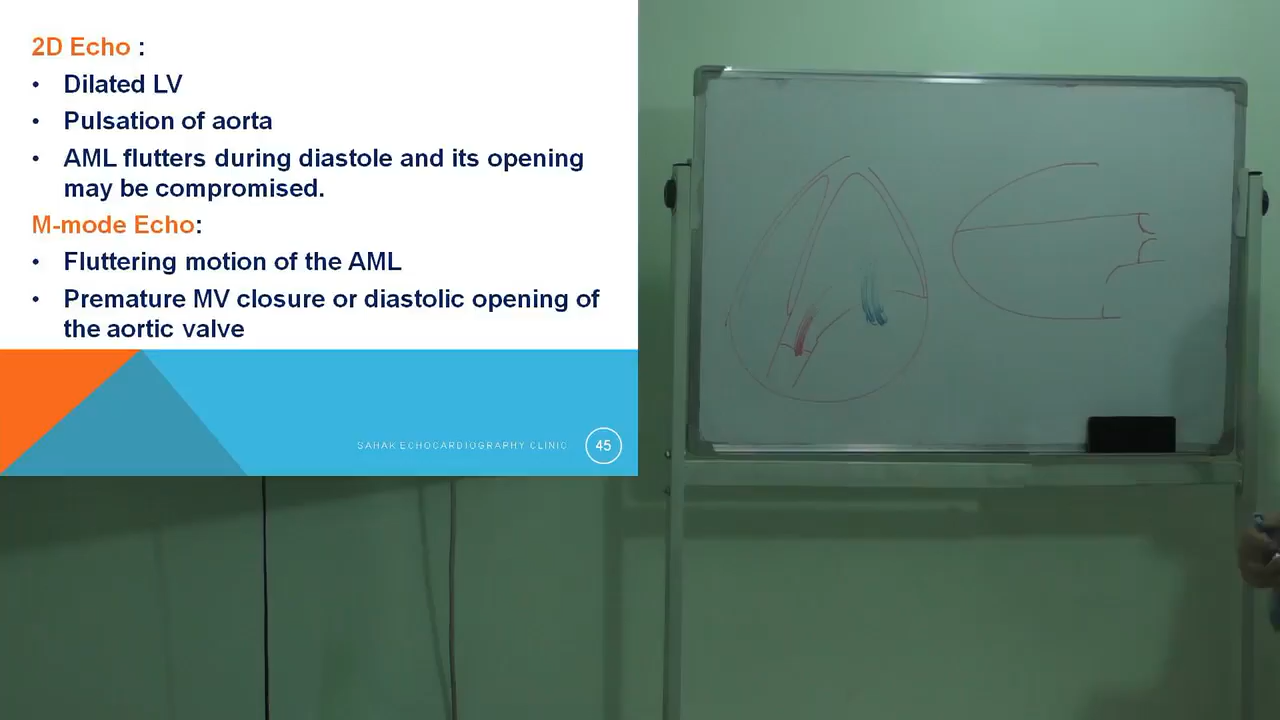 2D Echo :
• Dilated LV
• Pulsation of aorta
• AML flutters during diastole and its opening
may be compromised.
M-mode Echo:
• Fluttering motion of the AML
• Premature MV closure or diastolic opening of
the aortic valve
SAHAK ECHOCARDIOGRAPHY CLINIC 45